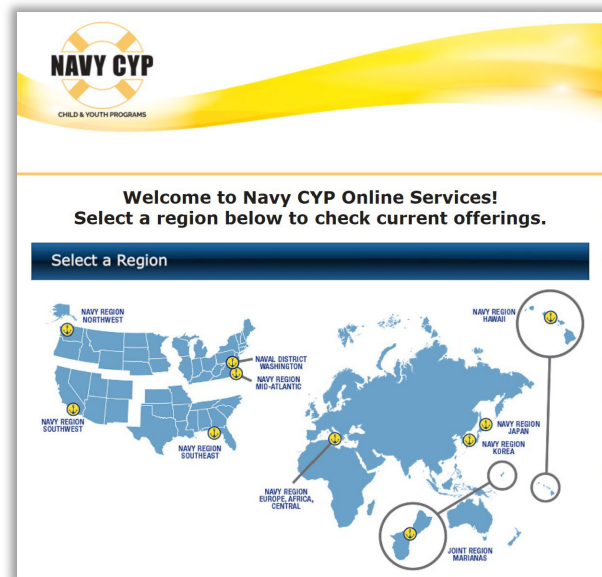 NAVY CYP
CHILD & YOUTH PROGRAMS
Welcome to Navy CYP Online Services!
Select a region below to check current offerings.
Select a Region
NAVY REGION
NORTHWEST
NAVAL DISTRICT
WASHINGTON
NAVY REGION
MID-ATLANTIC
NAVY REGION
SOUTHWEST
NAVY REGION
SOUTHEAST
NAVY REGION
HAWAII
NAVY REGION
JAPAN
NAVY REGION
KOREA
NAVY REGION
EUROPE, AFRICA,
CENTRAL
JOINT REGION
MARIANAS